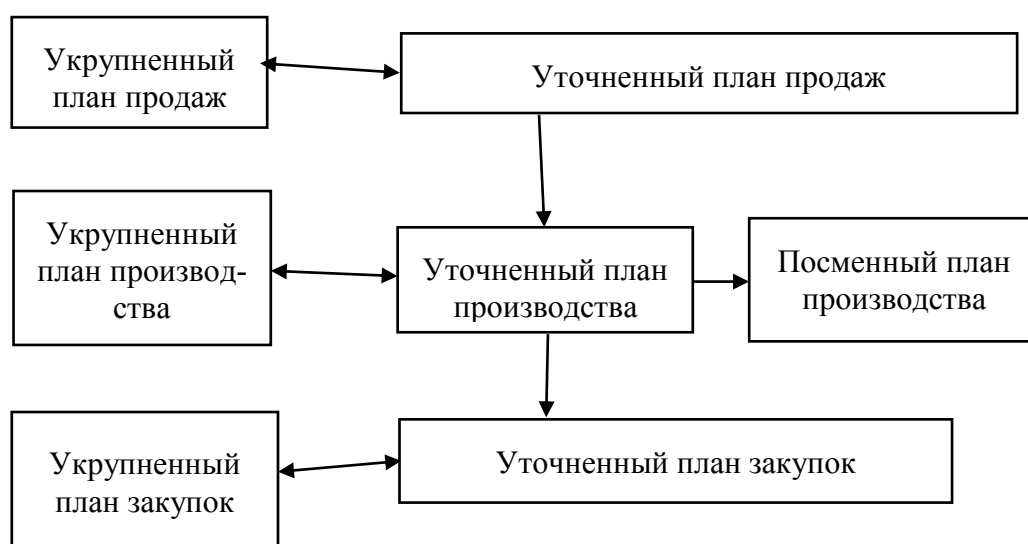 Укрупненный
план продаж
Уточненный план продаж
Укрупненный
план производ-
ства
Уточненный план
производства
Посменный план
производства
Укрупненный
план закупок
Уточненный план закупок